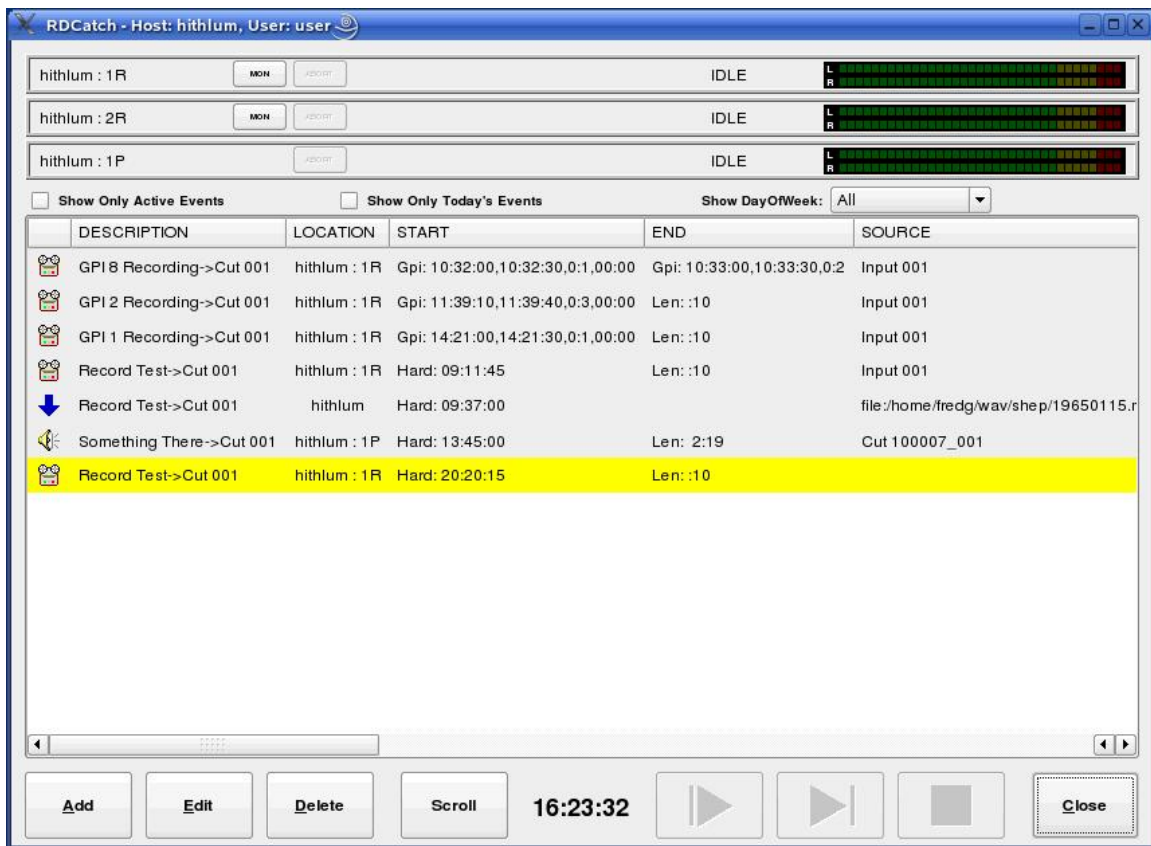 RDCatch - Host: hithlum, User: user
hithlum : 1R MON ABORT IDLE L R
hithlum : 2R MON ABORT IDLE L R
hithlum : 1P ABORT IDLE L R
Show Only Active Events Show Only Today's Events Show DayOfWeek: All
DESCRIPTION LOCATION START END SOURCE
GPI 8 Recording->Cut 001 hithlum : 1R Gpi: 10:32:00,10:32:30,0:1,00:00 Gpi: 10:33:00,10:33:30,0:2 Input 001
GPI 2 Recording->Cut 001 hithlum : 1R Gpi: 11:39:10,11:39:40,0:3,00:00 Len: :10 Input 001
GPI 1 Recording->Cut 001 hithlum : 1R Gpi: 14:21:00,14:21:30,0:1,00:00 Len: :10 Input 001
Record Test->Cut 001 hithlum : 1R Hard: 09:11:45 Len: :10 Input 001
Record Test->Cut 001 hithlum Hard: 09:37:00 file:/home/fredg/wav/shep/19650115.r
Something There->Cut 001 hithlum : 1P Hard: 13:45:00 Len: 2:19 Cut 100007_001
Record Test->Cut 001 hithlum : 1R Hard: 20:20:15 Len: :10
Add Edit Delete Scroll 16:23:32 Close